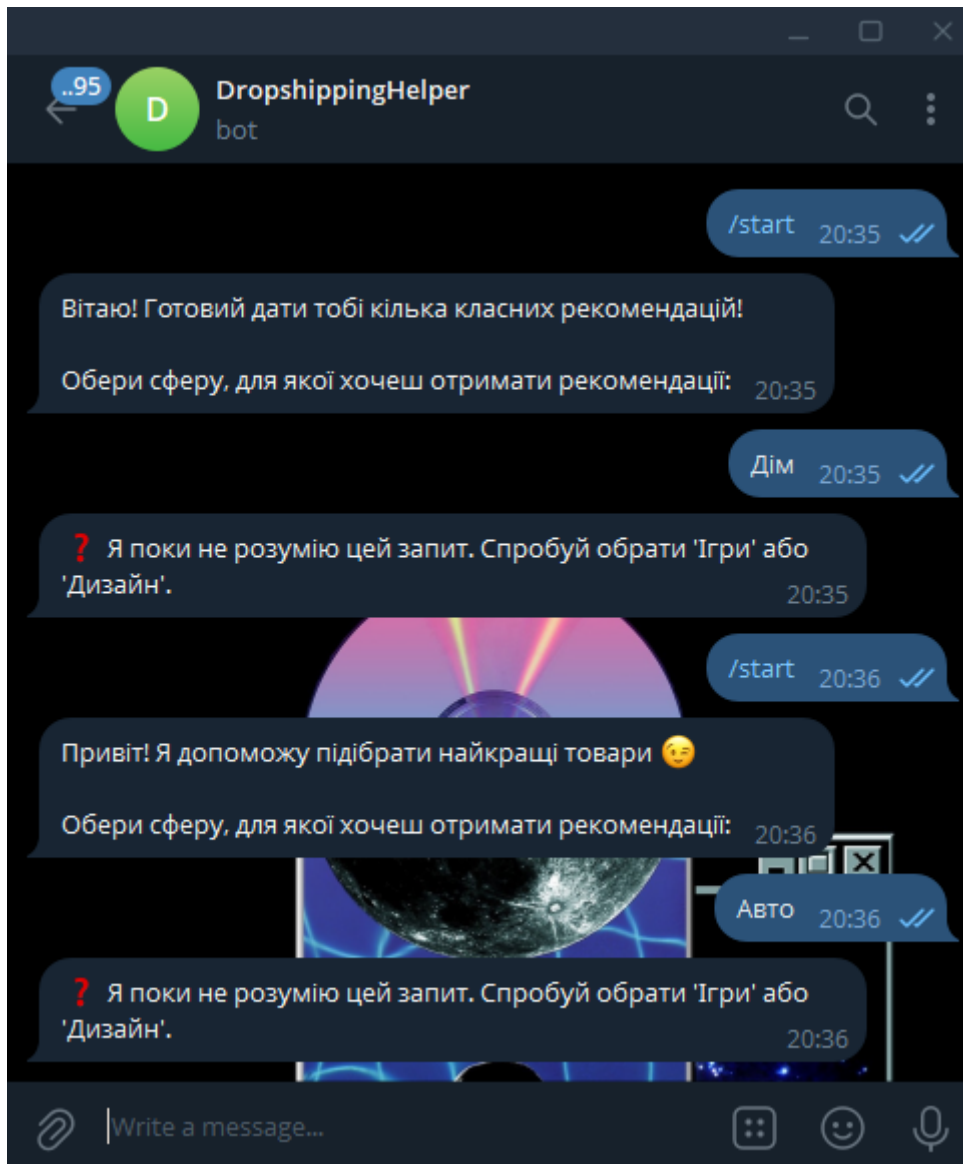 ..95
D
DropshippingHelper
bot
/start 20:35
Вітаю! Готовий дати тобі кілька класних рекомендацій!
Обери сферу, для якої хочеш отримати рекомендації: 20:35
Дім 20:35
❓ Я поки не розумію цей запит. Спробуй обрати 'Ігри' або
'Дизайн'. 20:35
/start 20:36
Привіт! Я допоможу підібрати найкращі товари 😉
Обери сферу, для якої хочеш отримати рекомендації: 20:36
Авто 20:36
❓ Я поки не розумію цей запит. Спробуй обрати 'Ігри' або
'Дизайн'. 20:36
Write a message...